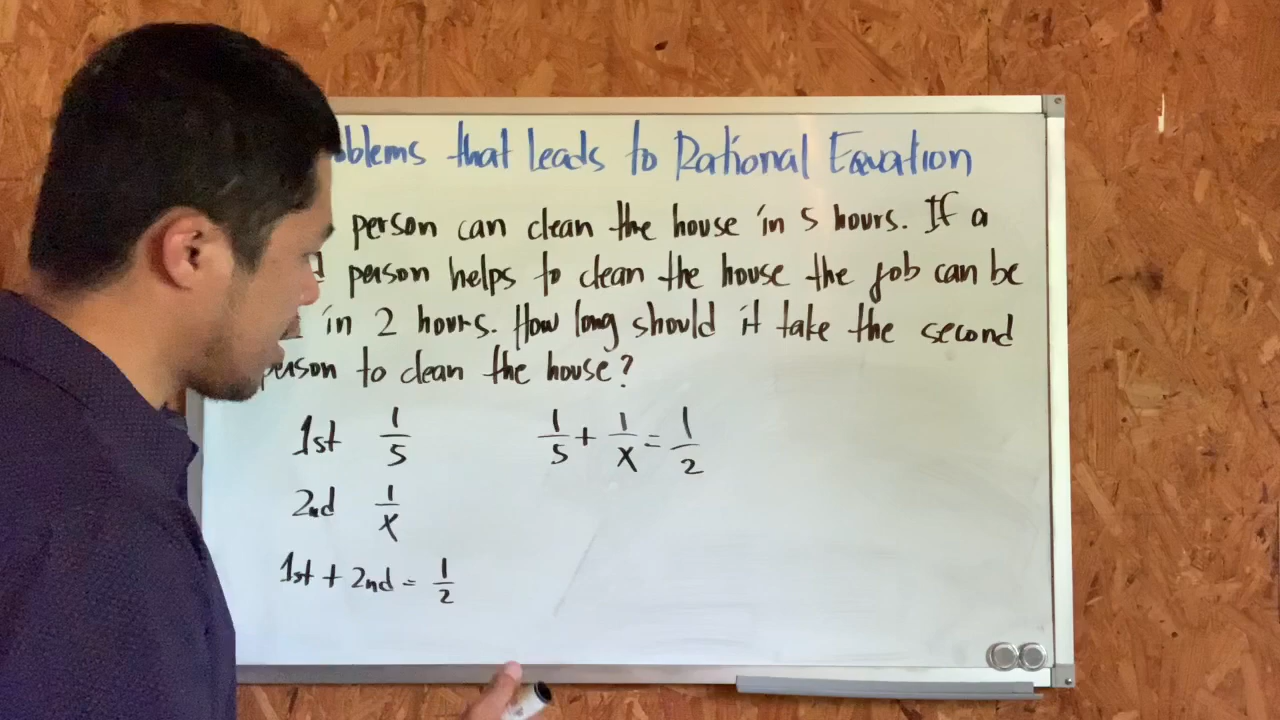 that leads to Rational Equation
person can clean the house in 5 hours. If a
person helps to clean the house the job can be
in 2 hours. How long should it take the second
to clean the house?
1st 1/5 1/5 + 1/x = 1/2
2nd 1/x
1st + 2nd = 1/2